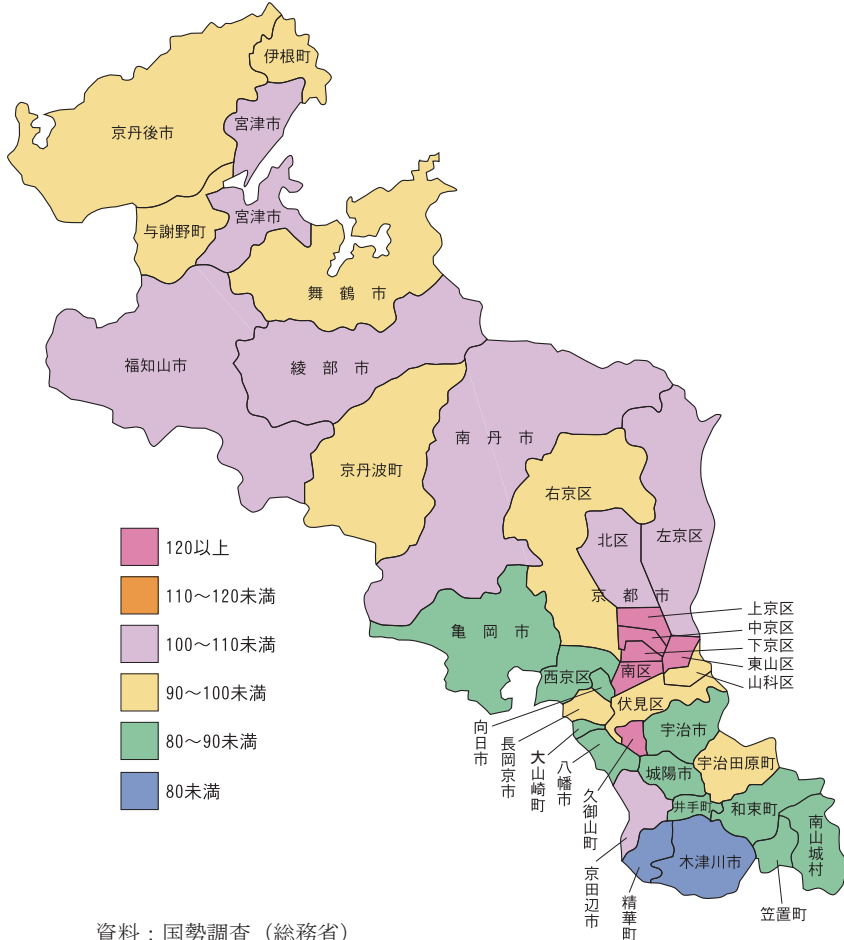 伊根町
京丹後市
宮津市
与謝野町
宮津市
舞鶴市
福知山市
綾部市
南丹市
京丹波町
右京区
北区
左京区
京都市
120以上
110～120未満
100～110未満
90～100未満
80～90未満
80未満
上京区
中京区
下京区
東山区
山科区
亀岡市
西京区
南区
伏見区
向日市
長岡京市
大山崎町
八幡市
久御山町
京田辺市
精華町
宇治市
城陽市
宇治田原町
井手町
和束町
南山城村
木津川市
笠置町
資料：国勢調査（総務省）